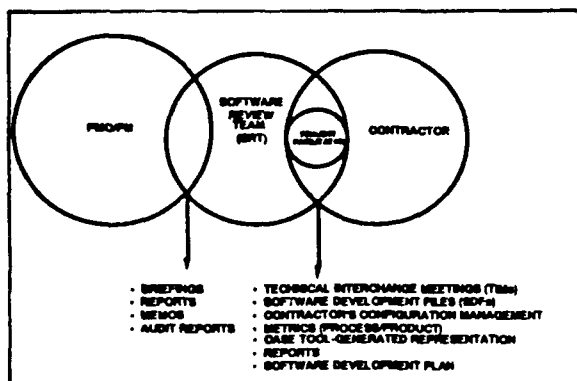 PMO/PM
SOFTWARE
REVIEW
TEAM
(SRT)
CONTRACTOR
• BRIEFINGS
• REPORTS
• MEMOS
• AUDIT REPORTS
• TECHNICAL INTERCHANGE MEETINGS (TIMs)
• SOFTWARE DEVELOPMENT FILES (SDFs)
• CONTRACTOR'S CONFIGURATION MANAGEMENT
• METRICS (PROCESS/PRODUCT)
• CASE TOOL-GENERATED REPRESENTATION
• REPORTS
• SOFTWARE DEVELOPMENT PLAN